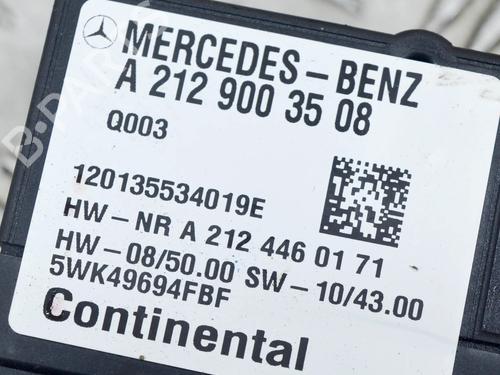 MERCEDES-BENZ
A 212 900 35 08
Q003
120135534019E
HW-NR A 212 446 01 71
HW-08/50.00 SW-10/43.00
5WK49694FBF
Continental
B-PARTS